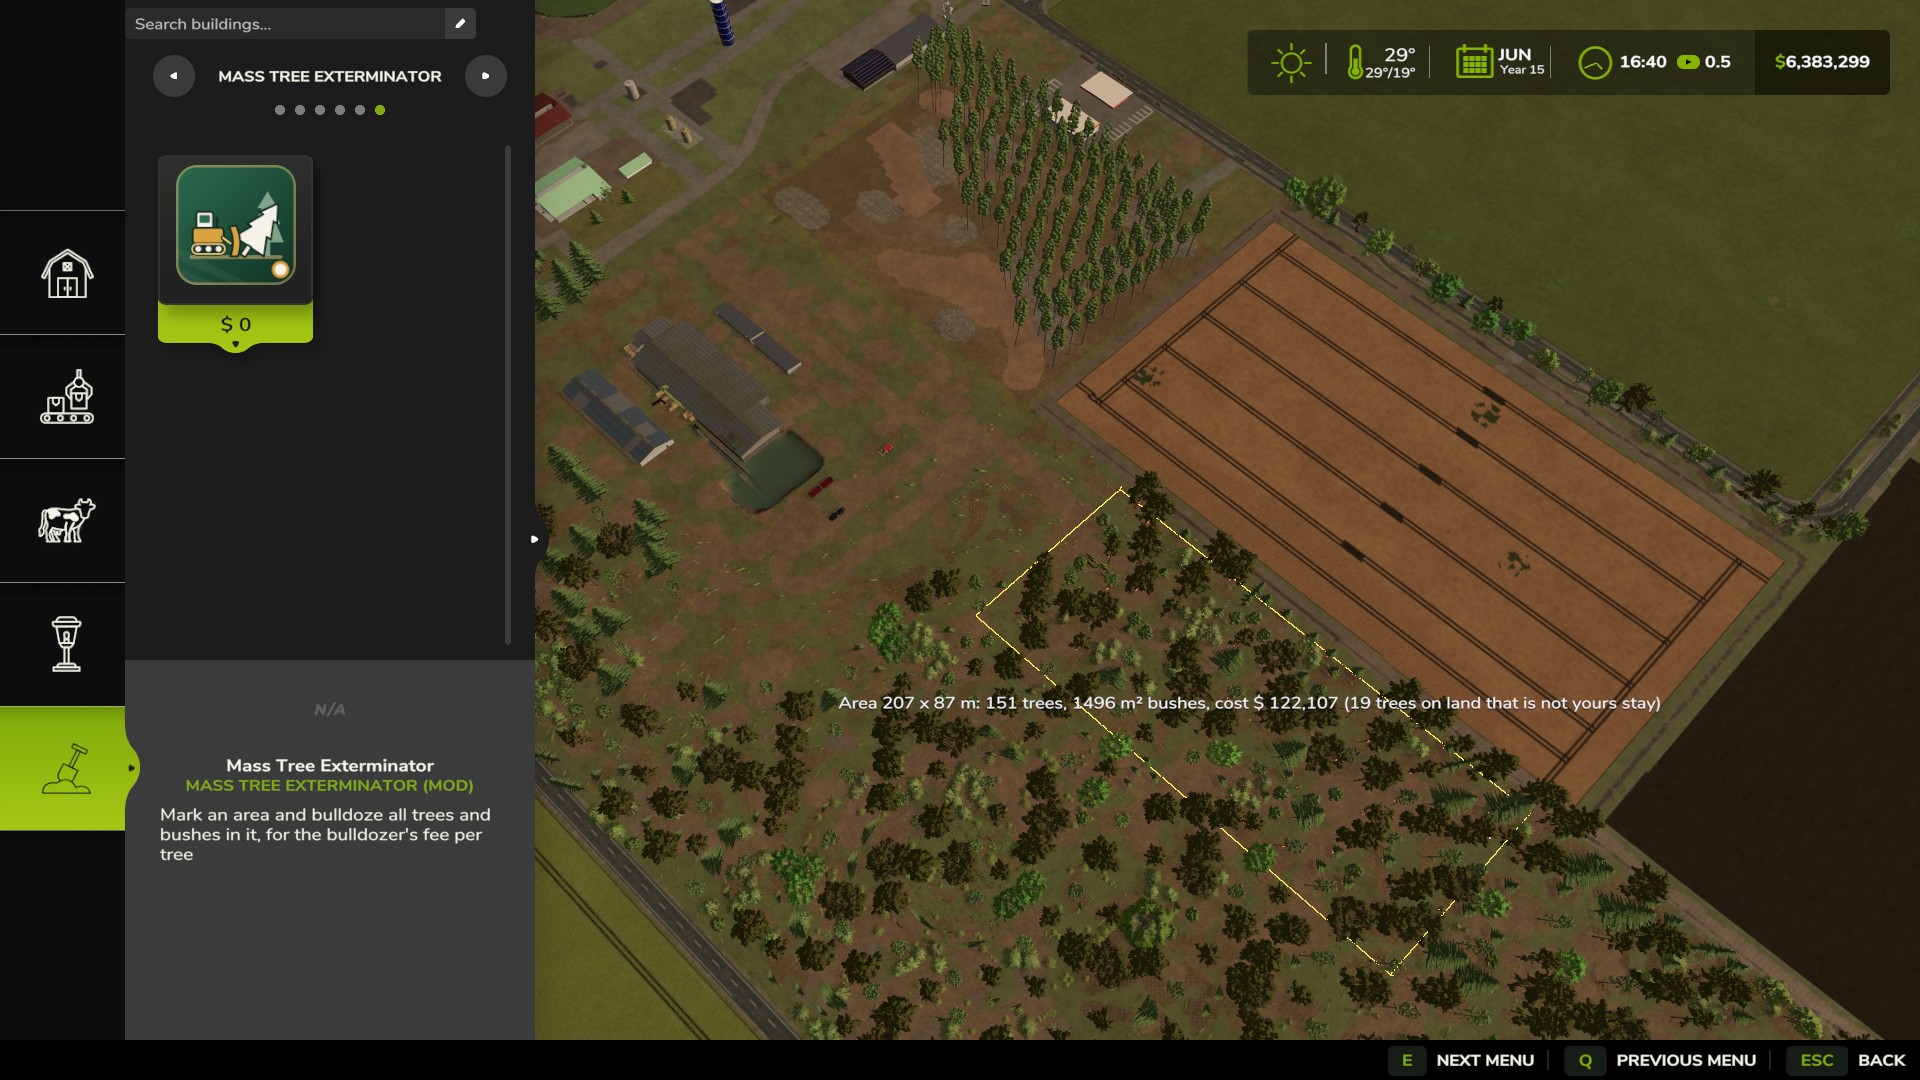 Search buildings...
MASS TREE EXTERMINATOR
$ 0
N/A
Mass Tree Exterminator
MASS TREE EXTERMINATOR (MOD)
Mark an area and bulldoze all trees and
bushes in it, for the bulldozer's fee per
tree
29°
29°/19°
JUN
Year 15
16:40
0.5
$6,383,299
Area 207 x 87 m: 151 trees, 1496 m² bushes, cost $ 122,107 (19 trees on land that is not yours stay)
E NEXT MENU
Q PREVIOUS MENU
ESC BACK